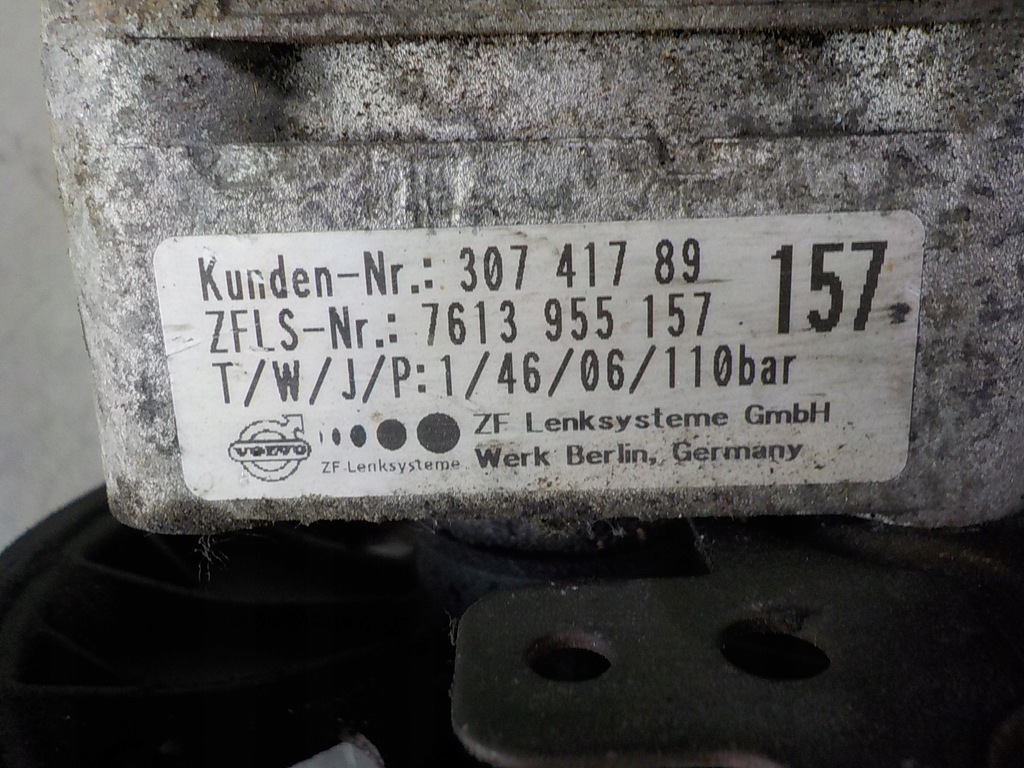 Kunden-Nr.: 307 417 89
157
ZFLS-Nr.: 7613 955 157
T/W/J/P:1/46/06/110bar
VOLVO
ZF-Lenksysteme
ZF Lenksysteme GmbH
Werk Berlin, Germany